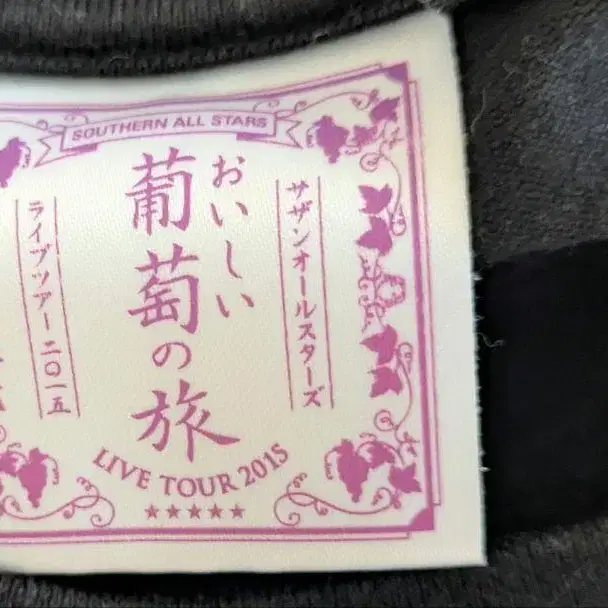 SOUTHERN ALL STARS
サザンオールスターズ
おいしい
葡萄の旅
ライブツアー二〇一五
LIVE TOUR 2015
★★★★★